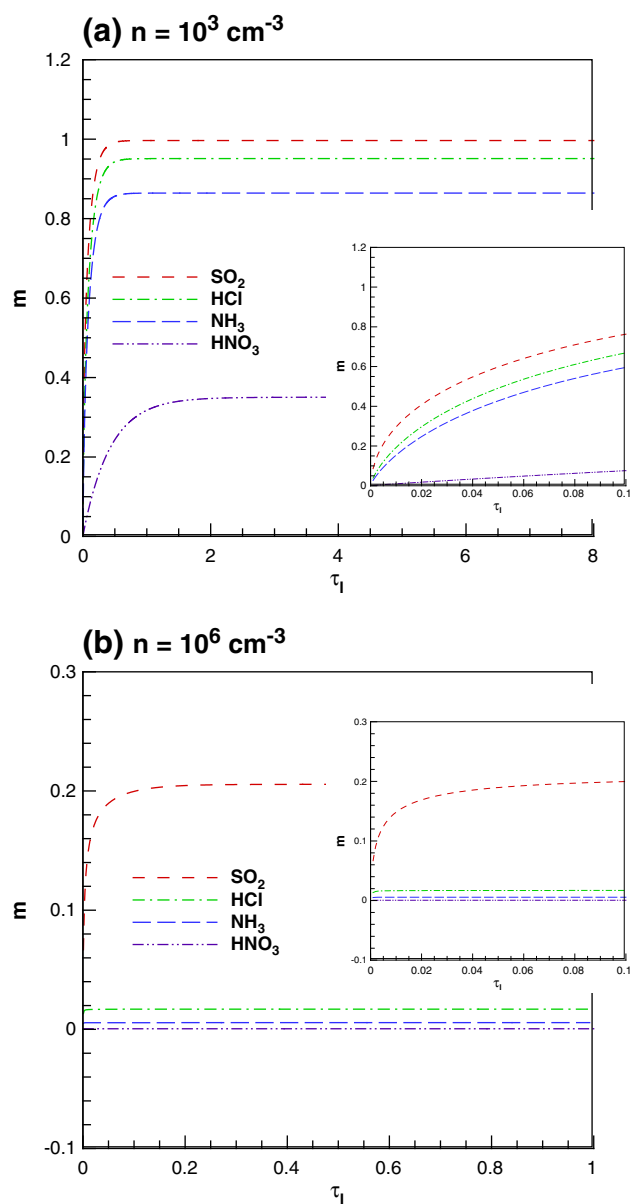 (a) n = 10³ cm⁻³
1.2
1
0.8
0.6
0.4
0.2
0
m
SO₂
HCl
NH₃
HNO₃
0 2 4 6 8
τ_l
1.2
1
0.8
0.6
0.4
0.2
0
m
0 0.02 0.04 0.06 0.08 0.1
τ_l
(b) n = 10⁶ cm⁻³
0.3
0.2
0.1
0
-0.1
m
SO₂
HCl
NH₃
HNO₃
0 0.2 0.4 0.6 0.8 1
τ_l
0.3
0.2
0.1
0
-0.1
m
0 0.02 0.04 0.06 0.08 0.1
τ_l